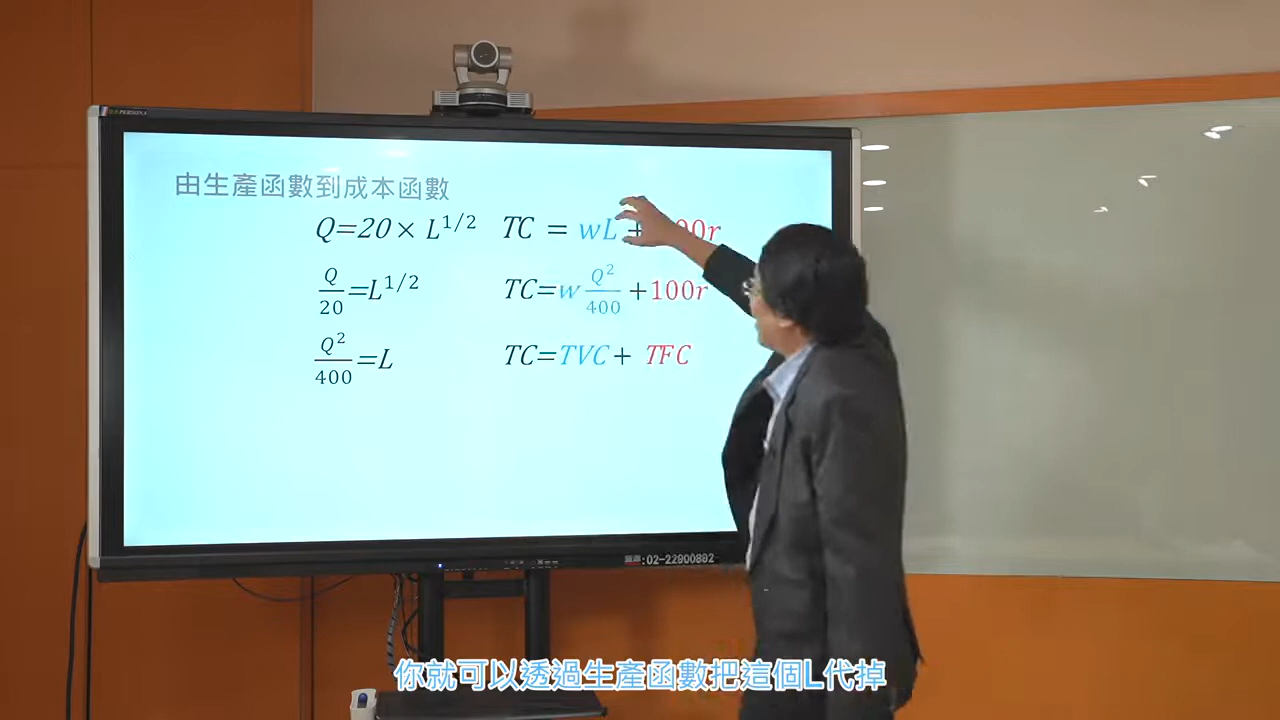 由生產函數到成本函數
Q=20×L^{1/2} TC = wL+100r
Q/20=L^{1/2} TC=w Q²/400+100r
Q²/400=L TC=TVC+ TFC
:02-22900802
你就可以透過生產函數把這個L代掉